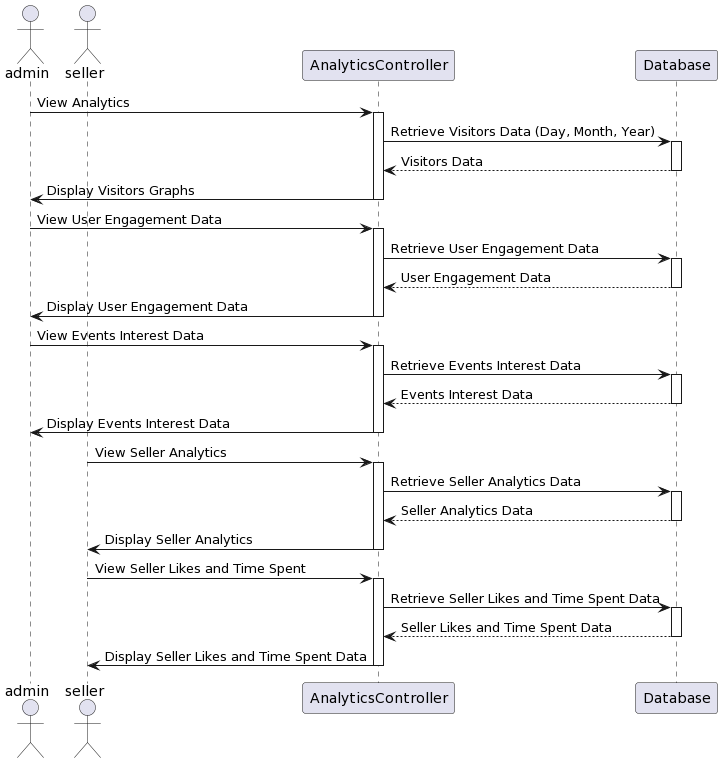 admin
seller
AnalyticsController
Database
View Analytics
Retrieve Visitors Data (Day, Month, Year)
Visitors Data
Display Visitors Graphs
View User Engagement Data
Retrieve User Engagement Data
User Engagement Data
Display User Engagement Data
View Events Interest Data
Retrieve Events Interest Data
Events Interest Data
Display Events Interest Data
View Seller Analytics
Retrieve Seller Analytics Data
Seller Analytics Data
Display Seller Analytics
View Seller Likes and Time Spent
Retrieve Seller Likes and Time Spent Data
Seller Likes and Time Spent Data
Display Seller Likes and Time Spent Data
admin
seller
AnalyticsController
Database